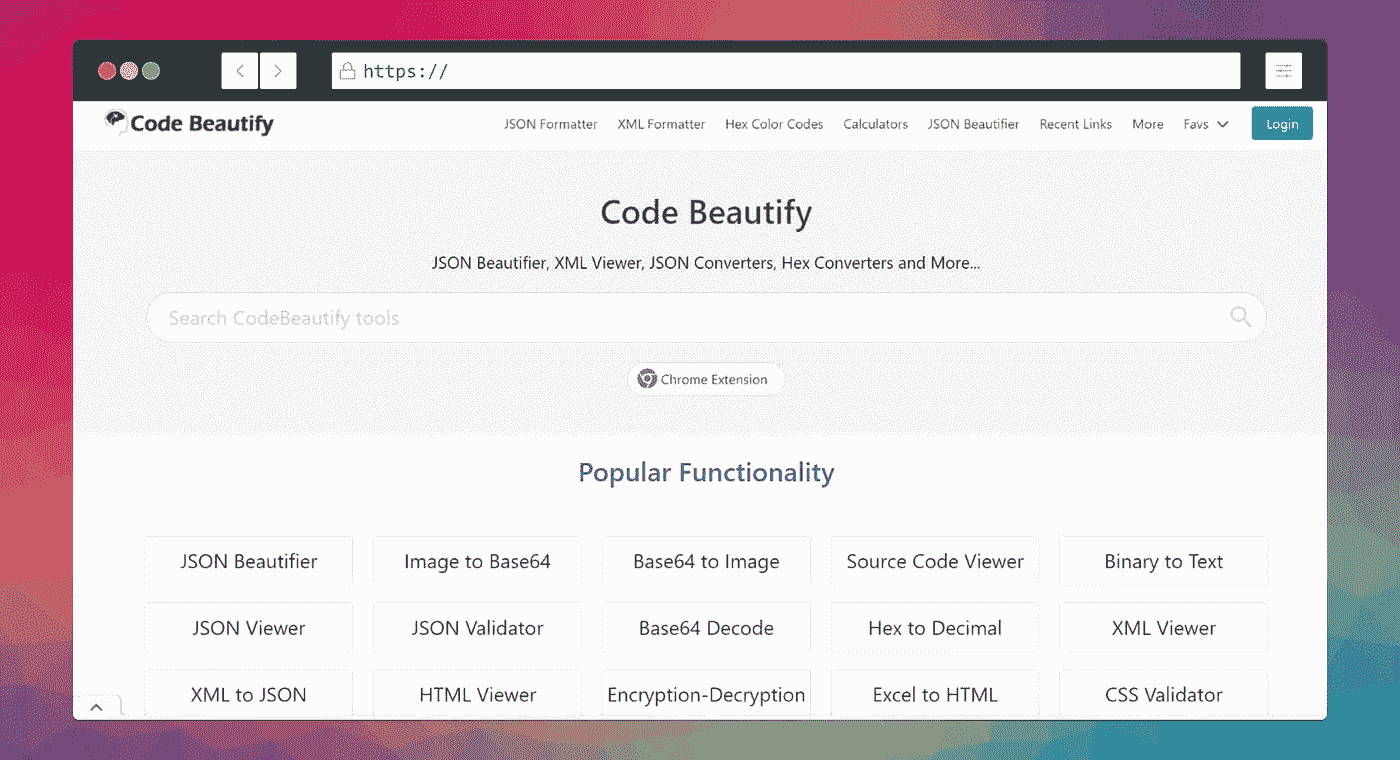 https://
Code Beautify
JSON Formatter XML Formatter Hex Color Codes Calculators JSON Beautifier Recent Links More Favs Login
Code Beautify
JSON Beautifier, XML Viewer, JSON Converters, Hex Converters and More...
Search CodeBeautify tools
Chrome Extension
Popular Functionality
JSON Beautifier Image to Base64 Base64 to Image Source Code Viewer Binary to Text
JSON Viewer JSON Validator Base64 Decode Hex to Decimal XML Viewer
XML to JSON HTML Viewer Encryption-Decryption Excel to HTML CSS Validator